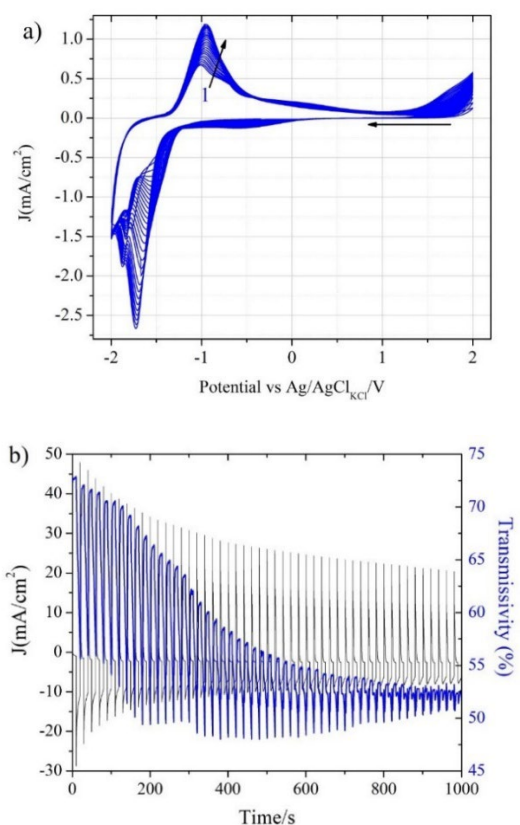 a)
J(mA/cm²)
1.0
0.5
0.0
-0.5
-1.0
-1.5
-2.0
-2.5
1
-2 -1 0 1 2
Potential vs Ag/AgCl_KCl/V
b)
J(mA/cm²)
50
40
30
20
10
0
-10
-20
-30
75
70
65
60
55
50
45
Transmissivity (%)
0 200 400 600 800 1000
Time/s